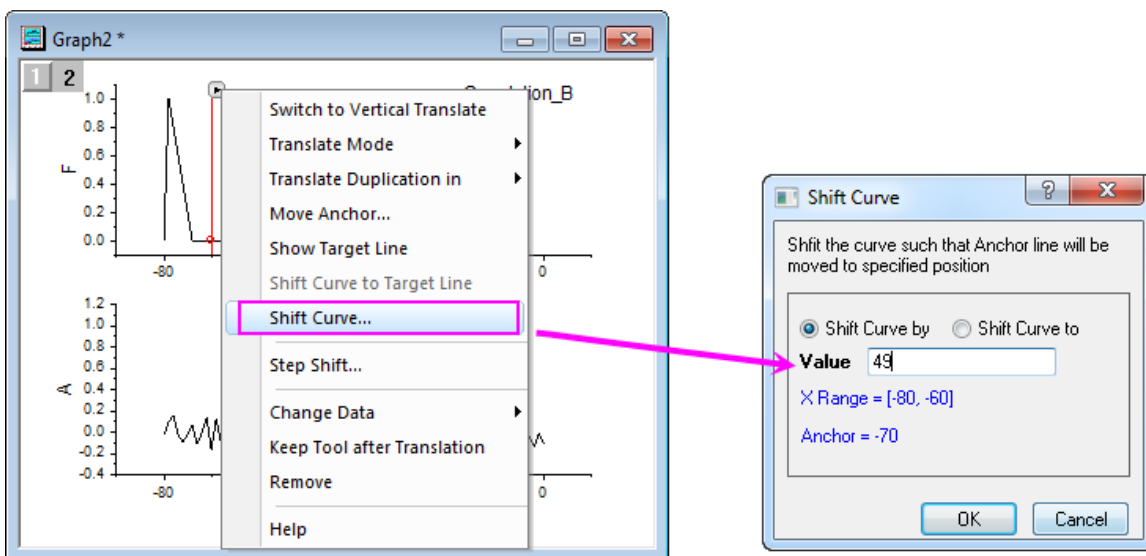 Graph2 *
1 2
ion_B
1.0
0.8
0.6
0.4
0.2
0.0
F
-80
0
1.2
1.0
0.8
0.6
0.4
0.2
0.0
-0.2
-0.4
A
-80
0
Switch to Vertical Translate
Translate Mode
Translate Duplication in
Move Anchor...
Show Target Line
Shift Curve to Target Line
Shift Curve...
Step Shift...
Change Data
Keep Tool after Translation
Remove
Help
Shift Curve
?
Shfit the curve such that Anchor line will be
moved to specified position
Shift Curve by Shift Curve to
Value 49
X Range = [-80, -60]
Anchor = -70
OK Cancel